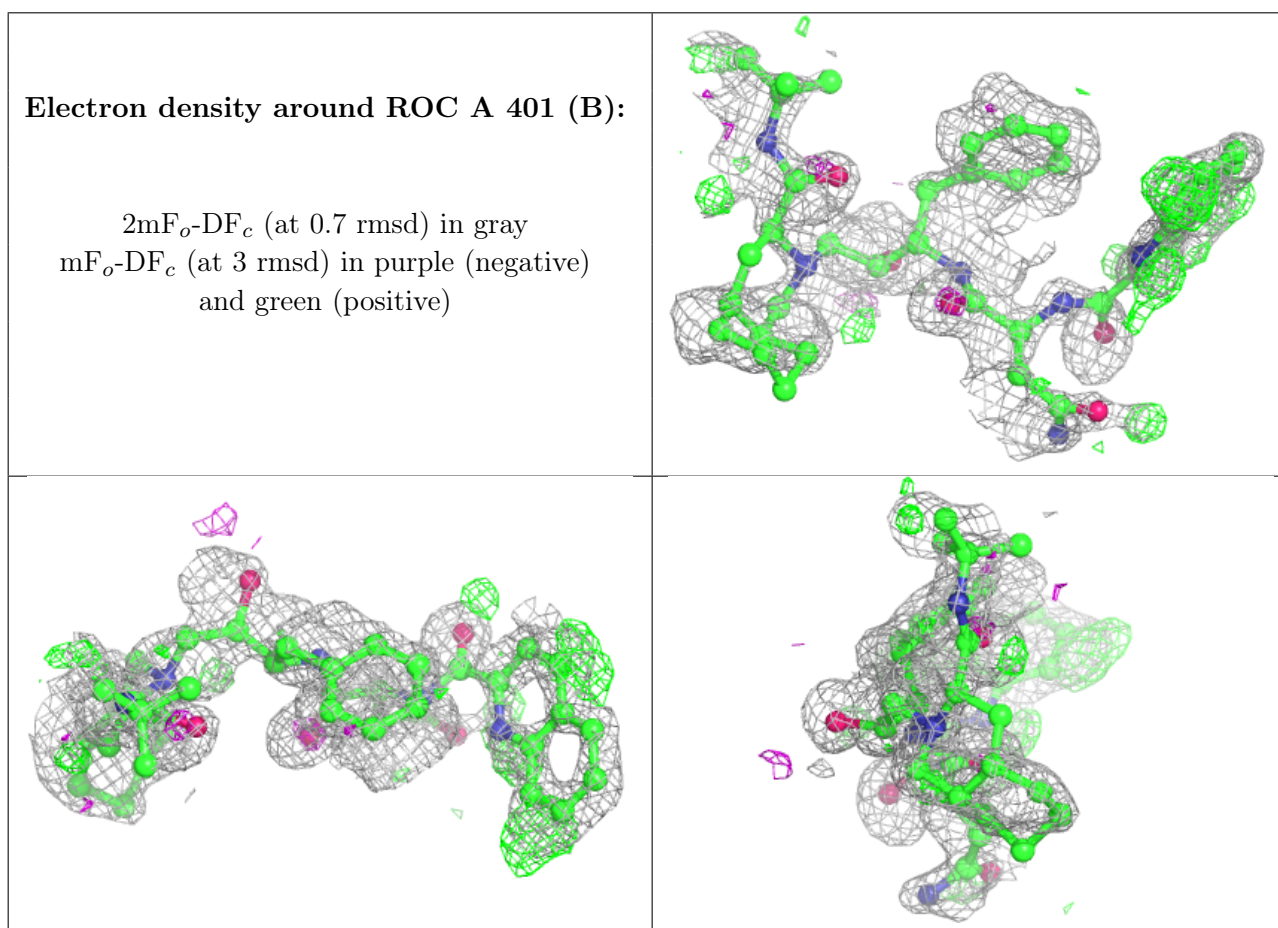 Electron density around ROC A 401 (B):
2mFo-DFc (at 0.7 rmsd) in gray
mFo-DFc (at 3 rmsd) in purple (negative)
and green (positive)